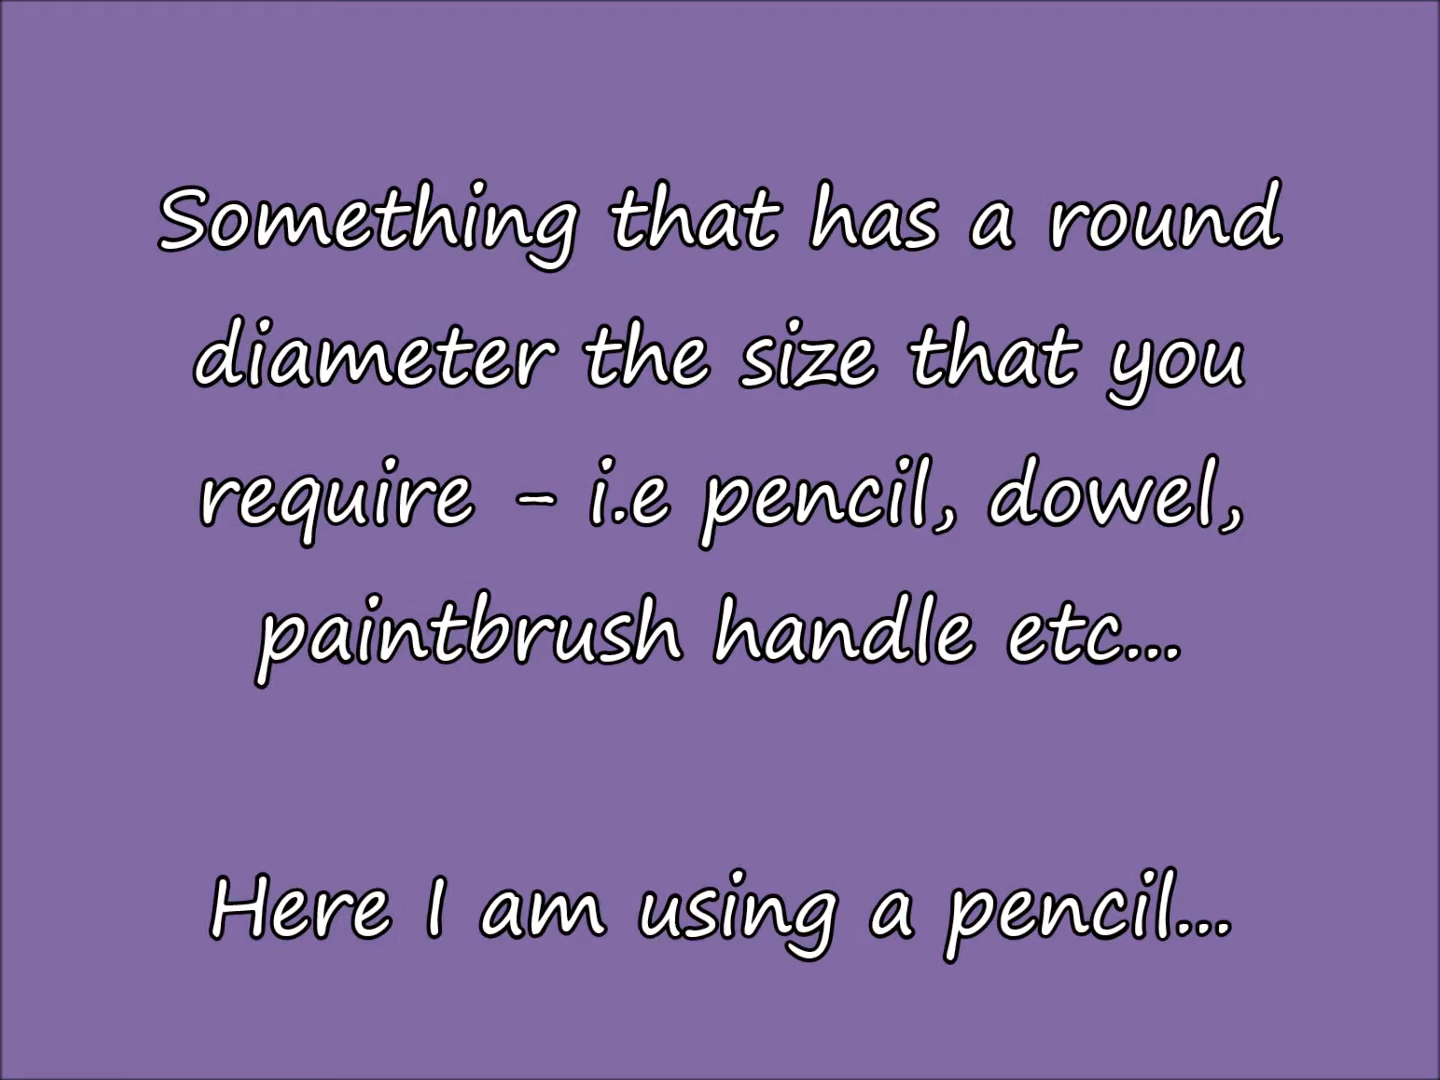 Something that has a round
diameter the size that you
require - i.e pencil, dowel,
paintbrush handle etc...
Here I am using a pencil...